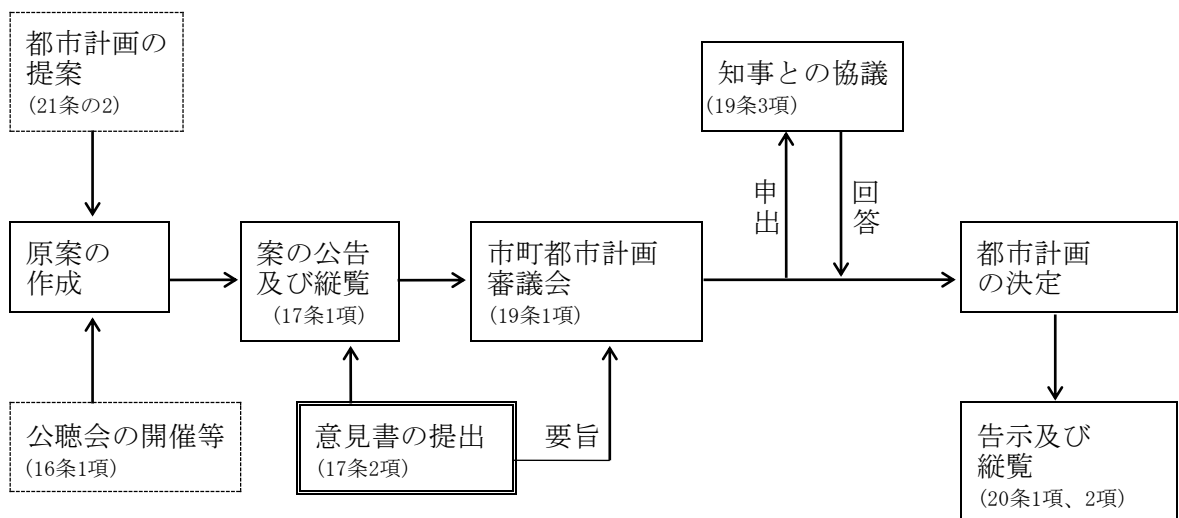 都市計画の
提案
(21条の2)
知事との協議
(19条3項)
申出
回答
原案の
作成
案の公告
及び縦覧
(17条1項)
市町都市計画
審議会
(19条1項)
都市計画
の決定
公聴会の開催等
(16条1項)
意見書の提出
(17条2項)
要旨
告示及び
縦覧
(20条1項、2項)